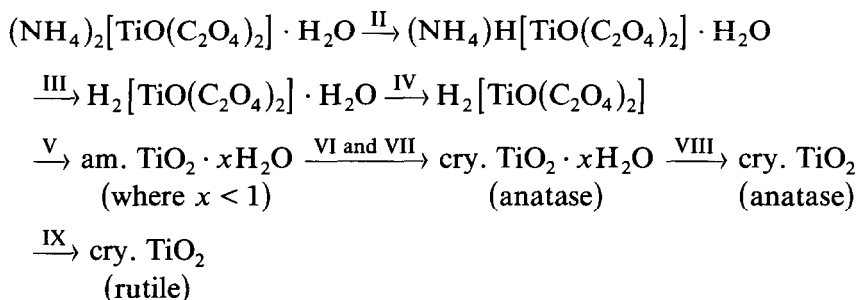 (NH₄)₂[TiO(C₂O₄)₂] · H₂O →II (NH₄)H[TiO(C₂O₄)₂] · H₂O
→III H₂[TiO(C₂O₄)₂] · H₂O →IV H₂[TiO(C₂O₄)₂]
→V am. TiO₂ · xH₂O →VI and VII cry. TiO₂ · xH₂O →VIII cry. TiO₂
(where x < 1) (anatase) (anatase)
→IX cry. TiO₂
(rutile)